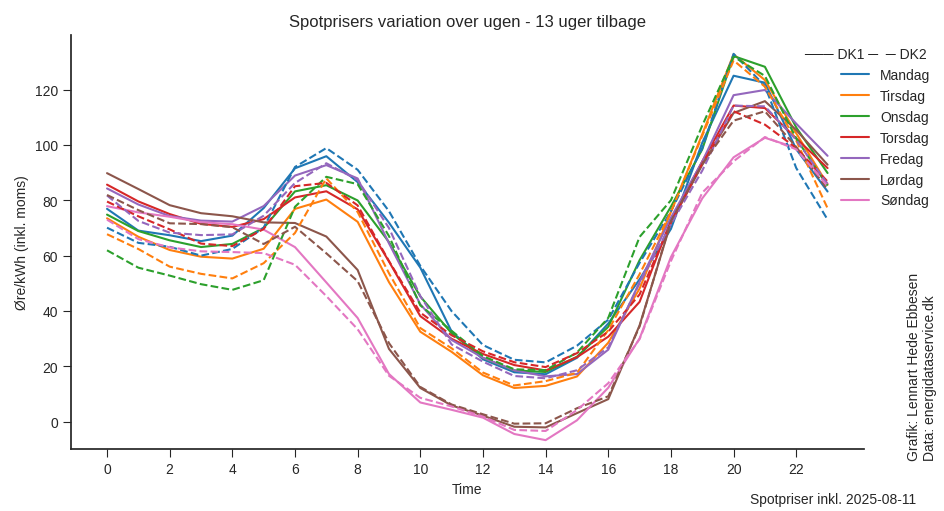 Spotprisers variation over ugen - 13 uger tilbage
DK1 DK2
Mandag
Tirsdag
Onsdag
Torsdag
Fredag
Lørdag
Søndag
Øre/kWh (inkl. moms)
120
100
80
60
40
20
0
0 2 4 6 8 10 12 14 16 18 20 22
Time
Grafik: Lennart Hede Ebbesen
Data: energidataservice.dk
Spotpriser inkl. 2025-08-11